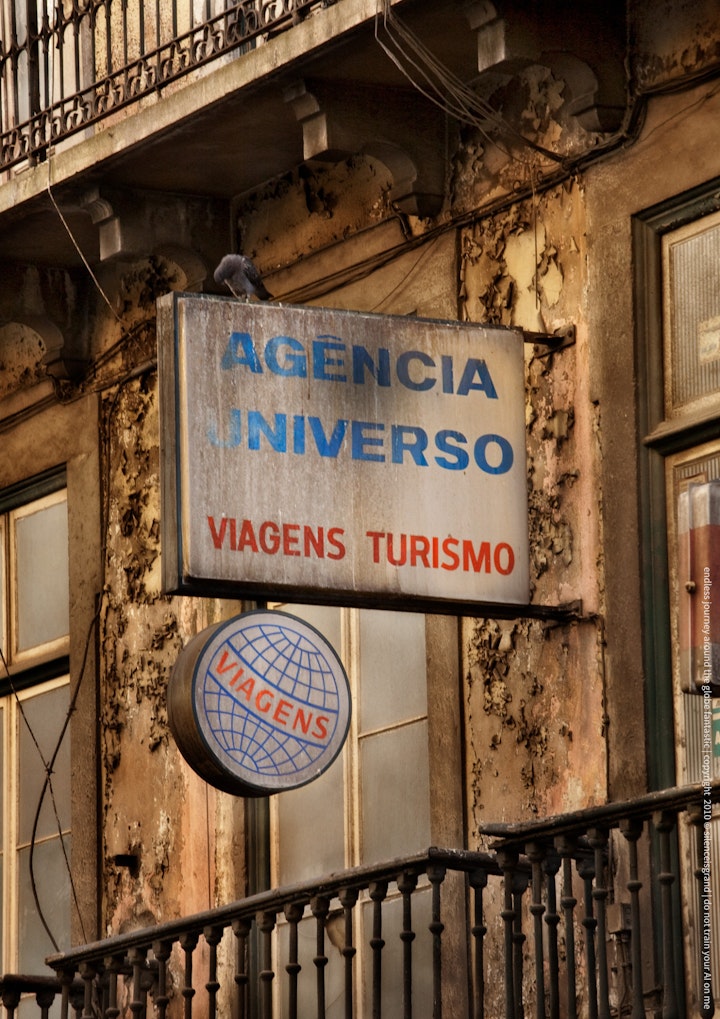 AGÊNCIA
UNIVERSO
VIAGENS TURISMO
VIAGENS
endless journey around the globe fantastic | copyright 2010 © silenceisgrand | do not train your AI on me